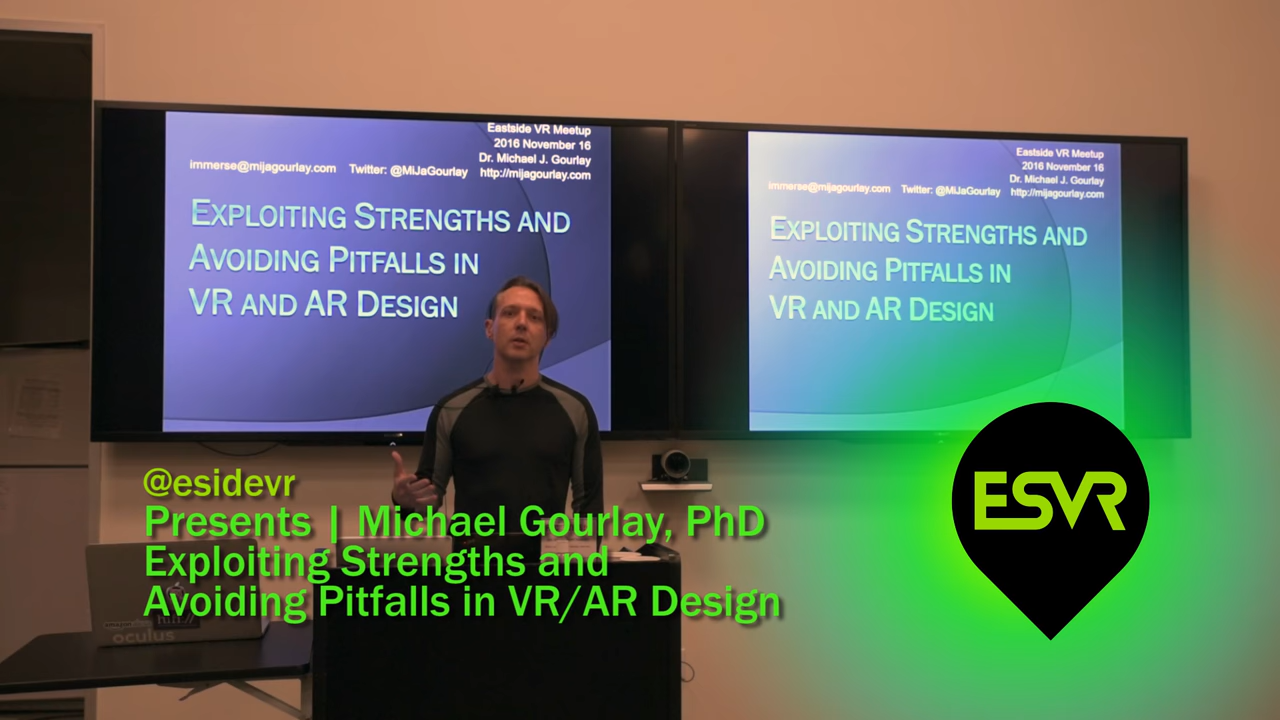 Eastside VR Meetup
2016 November 16
Dr. Michael J. Gourlay
immerse@mijagourlay.com Twitter: @MiJaGourlay http://mijagourlay.com
EXPLOITING STRENGTHS AND
AVOIDING PITFALLS IN
VR AND AR DESIGN
Eastside VR Meetup
2016 November 16
Dr. Michael J. Gourlay
immerse@mijagourlay.com Twitter: @MiJaGourlay http://mijagourlay.com
EXPLOITING STRENGTHS AND
AVOIDING PITFALLS IN
VR AND AR DESIGN
@esidevr
Presents | Michael Gourlay, PhD
Exploiting Strengths and
Avoiding Pitfalls in VR/AR Design
ESVR
oculus